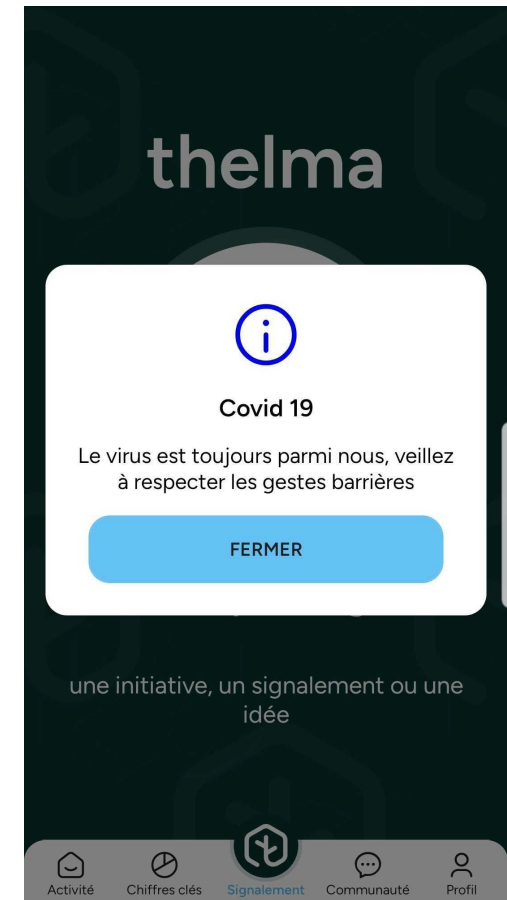 thelma
Covid 19
Le virus est toujours parmi nous, veillez
à respecter les gestes barrières
FERMER
une initiative, un signalement ou une
idée
Activité
Chiffres clés
Signalement
Communauté
Profil